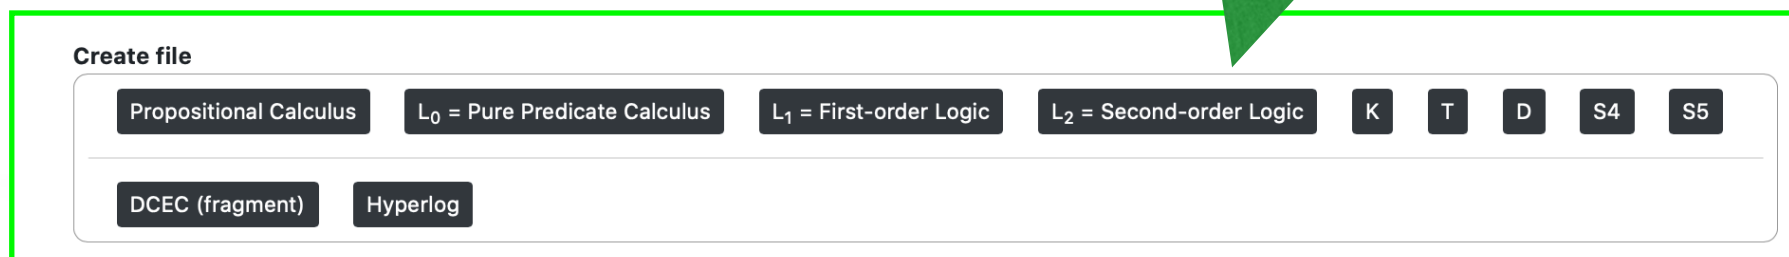 Create file
Propositional Calculus L₀ = Pure Predicate Calculus L₁ = First-order Logic L₂ = Second-order Logic K T D S4 S5
DCEC (fragment) Hyperlog